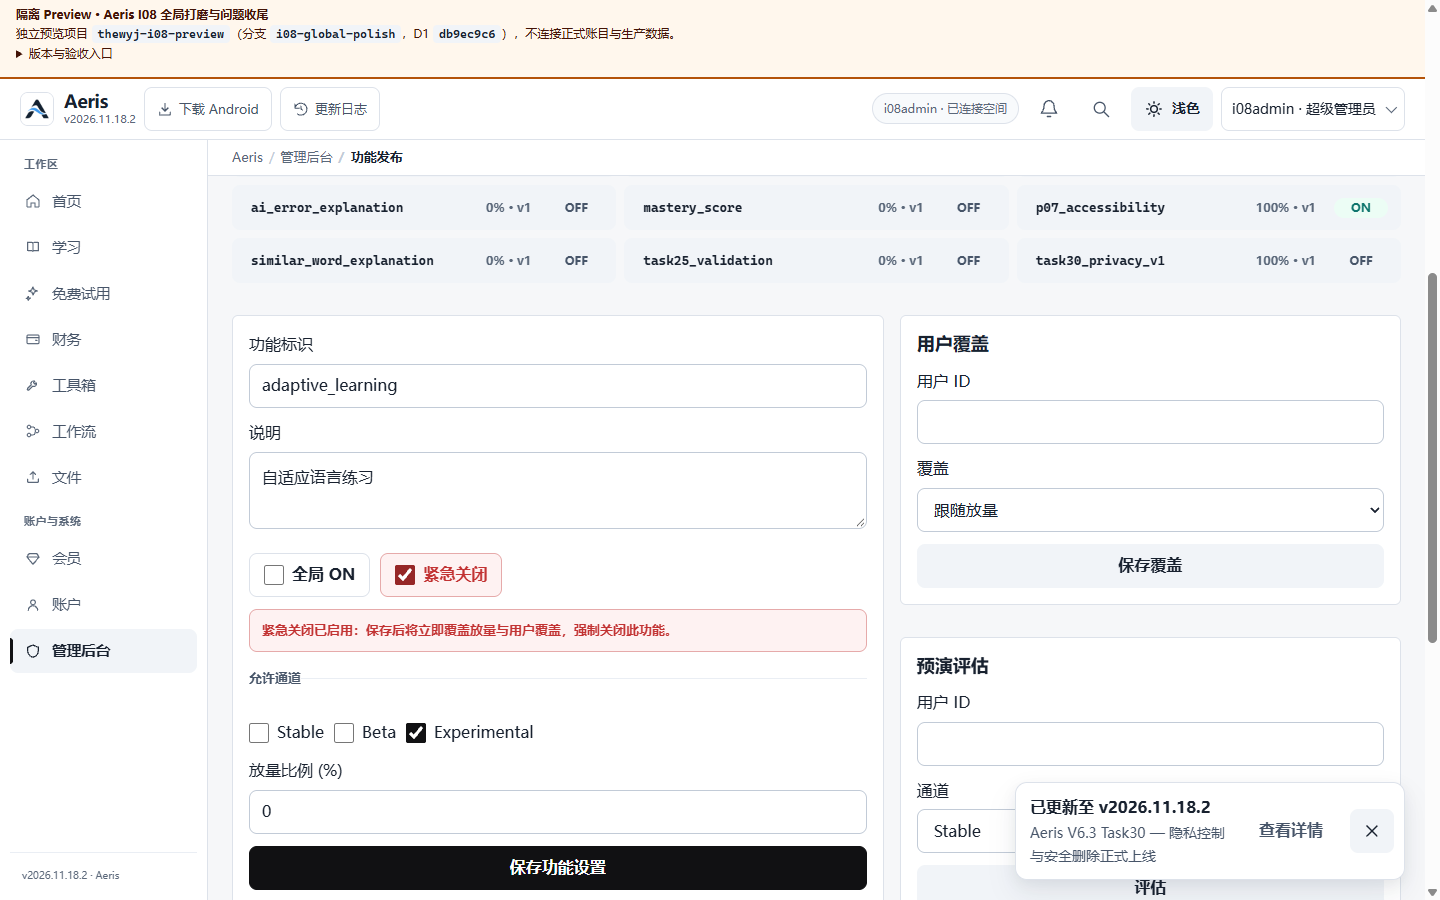 隔离 Preview • Aeris I08 全局打磨与问题收尾
独立预览项目 thewyj-i08-preview （分支 i08-global-polish ，D1 db9ec9c6 ），不连接正式账目与生产数据。
▶ 版本与验收入口
Aeris
v2026.11.18.2
下载 Android
更新日志
i08admin · 已连接空间
浅色
i08admin · 超级管理员
工作区
首页
学习
免费试用
财务
工具箱
工作流
文件
账户与系统
会员
账户
管理后台
v2026.11.18.2 · Aeris
Aeris / 管理后台 / 功能发布
ai_error_explanation 0% • v1 OFF
mastery_score 0% • v1 OFF
p07_accessibility 100% • v1 ON
similar_word_explanation 0% • v1 OFF
task25_validation 0% • v1 OFF
task30_privacy_v1 100% • v1 OFF
功能标识
adaptive_learning
说明
自适应语言练习
全局 ON
紧急关闭
紧急关闭已启用：保存后将立即覆盖放量与用户覆盖，强制关闭此功能。
允许通道
Stable Beta Experimental
放量比例 (%)
0
保存功能设置
用户覆盖
用户 ID
覆盖
跟随放量
保存覆盖
预演评估
用户 ID
通道
Stable
评估
已更新至 v2026.11.18.2
Aeris V6.3 Task30 — 隐私控制
与安全删除正式上线
查看详情